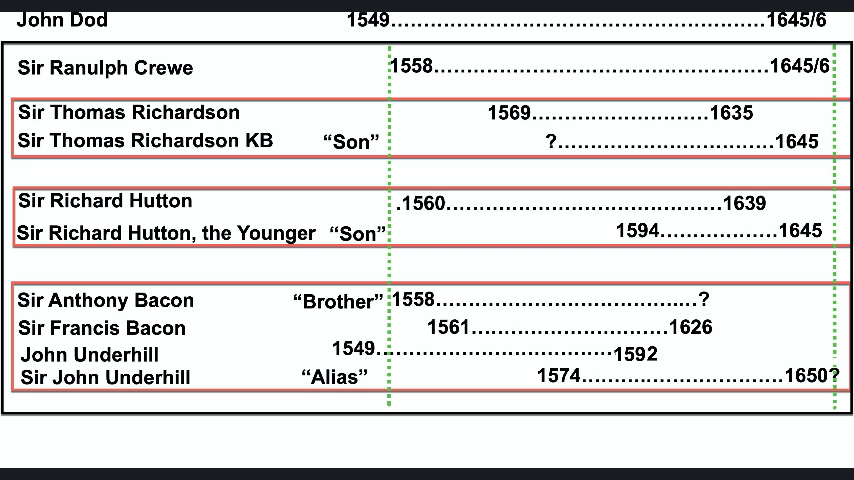 John Dod 1549..............................................1645/6
Sir Ranulph Crewe 1558.........................................1645/6
Sir Thomas Richardson 1569.....................1635
Sir Thomas Richardson KB “Son” ?..........................1645
Sir Richard Hutton .1560.................................1639
Sir Richard Hutton, the Younger “Son” 1594..............1645
Sir Anthony Bacon “Brother” 1558................................?
Sir Francis Bacon 1561........................1626
John Underhill 1549.............................1592
Sir John Underhill “Alias” 1574........................1650?